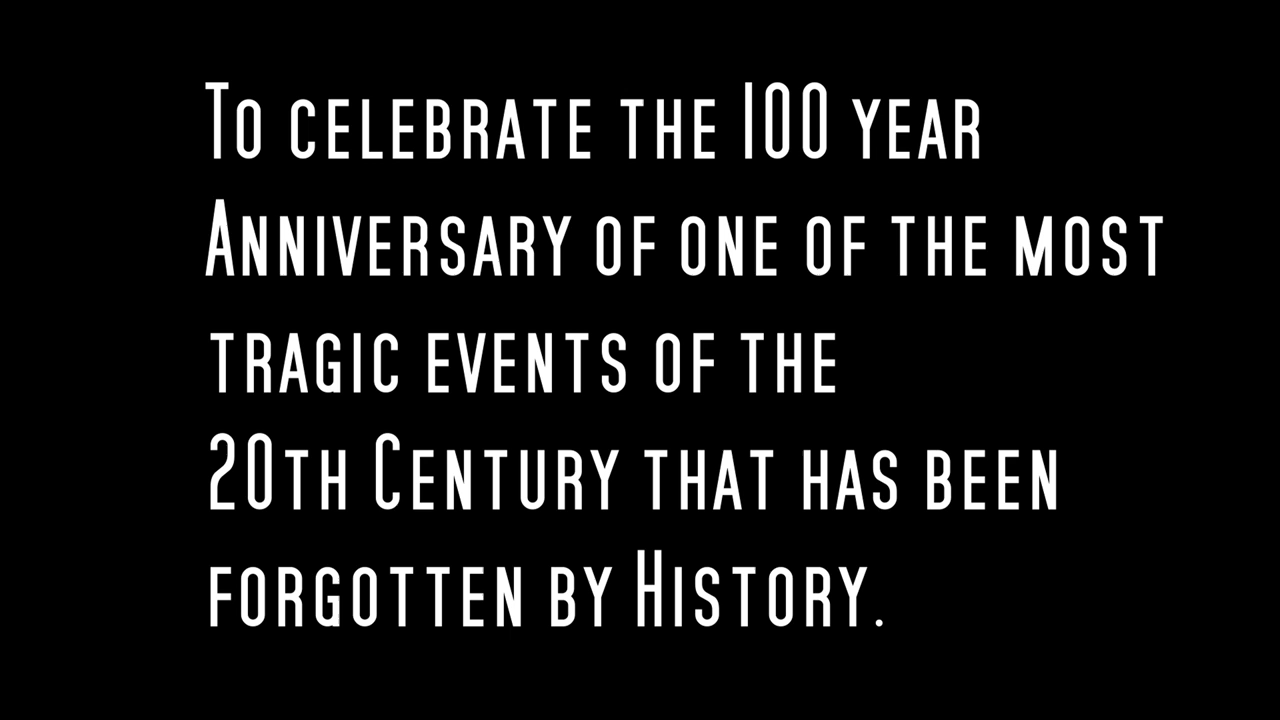 To celebrate the 100 year
Anniversary of one of the most
tragic events of the
20th Century that has been
forgotten by History.